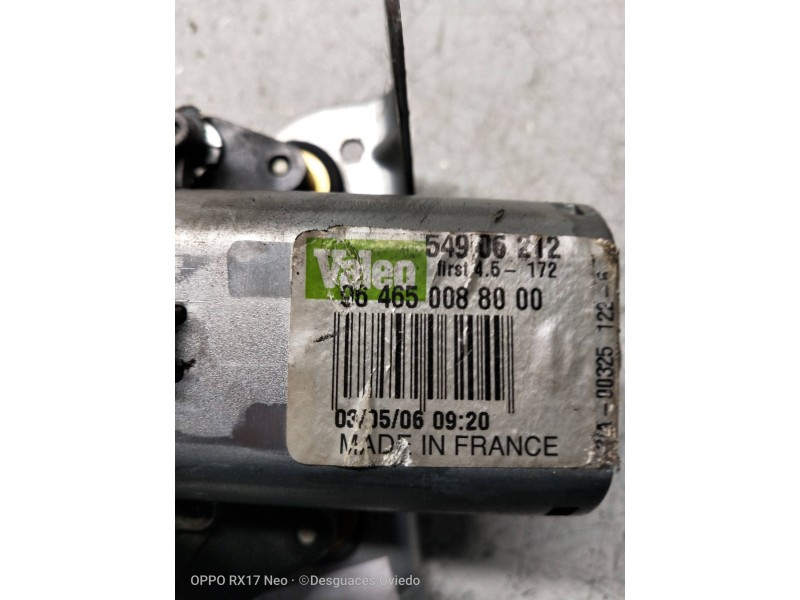 Valeo
549 06 212
first 4.5- 172
06 465 008 80 00
03/05/06 09:20
MADE IN FRANCE
-00325 122-
OPPO RX17 Neo · ©Desguaces Oviedo